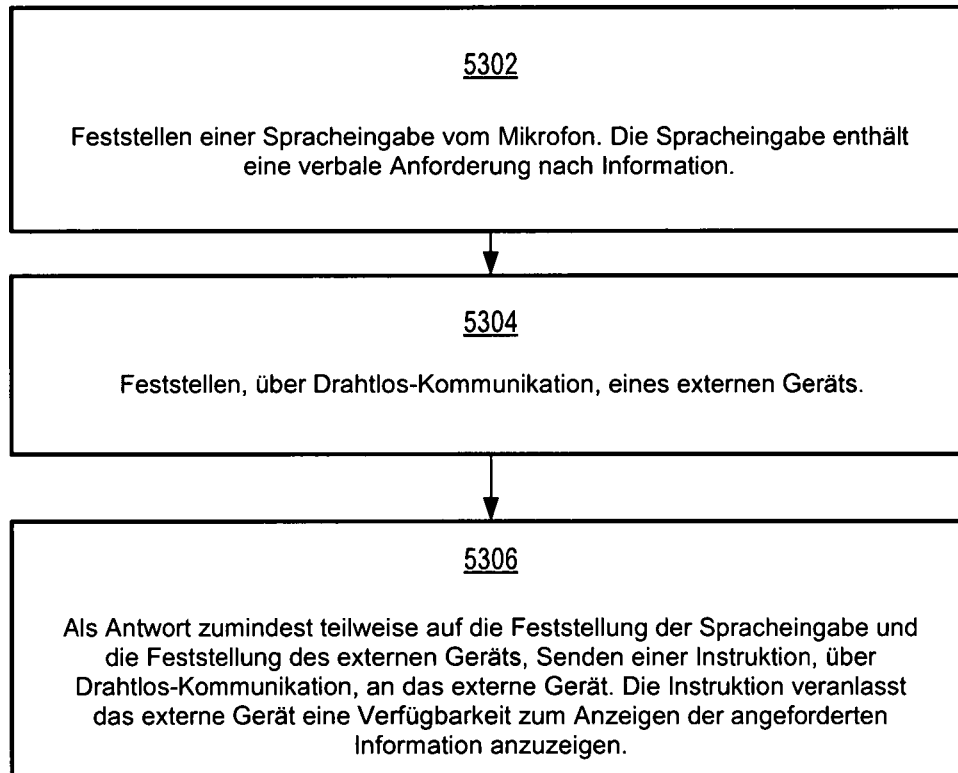 5302
Feststellen einer Spracheingabe vom Mikrofon. Die Spracheingabe enthält
eine verbale Anforderung nach Information.
5304
Feststellen, über Drahtlos-Kommunikation, eines externen Geräts.
5306
Als Antwort zumindest teilweise auf die Feststellung der Spracheingabe und
die Feststellung des externen Geräts, Senden einer Instruktion, über
Drahtlos-Kommunikation, an das externe Gerät. Die Instruktion veranlasst
das externe Gerät eine Verfügbarkeit zum Anzeigen der angeforderten
Information anzuzeigen.